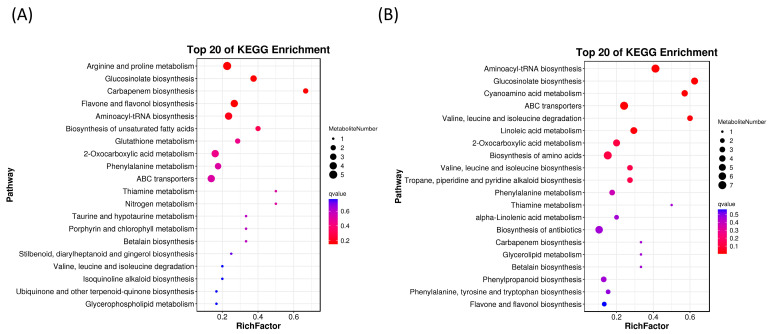 (A)
Top 20 of KEGG Enrichment
Arginine and proline metabolism
Glucosinolate biosynthesis
Carbapenem biosynthesis
Flavone and flavonol biosynthesis
Aminoacyl-tRNA biosynthesis
Biosynthesis of unsaturated fatty acids
Glutathione metabolism
2-Oxocarboxylic acid metabolism
Phenylalanine metabolism
ABC transporters
Thiamine metabolism
Nitrogen metabolism
Taurine and hypotaurine metabolism
Porphyrin and chlorophyll metabolism
Betalain biosynthesis
Stilbenoid, diarylheptanoid and gingerol biosynthesis
Valine, leucine and isoleucine degradation
Isoquinoline alkaloid biosynthesis
Ubiquinone and other terpenoid-quinone biosynthesis
Glycerophospholipid metabolism
Pathway
0.2 0.4 0.6
RichFactor
MetaboliteNumber
1
2
3
4
5
qvalue
0.6
0.4
0.2
(B)
Top 20 of KEGG Enrichment
Aminoacyl-tRNA biosynthesis
Glucosinolate biosynthesis
Cyanoamino acid metabolism
ABC transporters
Valine, leucine and isoleucine degradation
Linoleic acid metabolism
2-Oxocarboxylic acid metabolism
Biosynthesis of amino acids
Valine, leucine and isoleucine biosynthesis
Tropane, piperidine and pyridine alkaloid biosynthesis
Phenylalanine metabolism
Thiamine metabolism
alpha-Linolenic acid metabolism
Biosynthesis of antibiotics
Carbapenem biosynthesis
Glycerolipid metabolism
Betalain biosynthesis
Phenylpropanoid biosynthesis
Phenylalanine, tyrosine and tryptophan biosynthesis
Flavone and flavonol biosynthesis
Pathway
0.2 0.4 0.6
RichFactor
MetaboliteNumber
1
2
3
4
5
6
7
qvalue
0.5
0.4
0.3
0.2
0.1